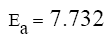 Eₐ = 7.732